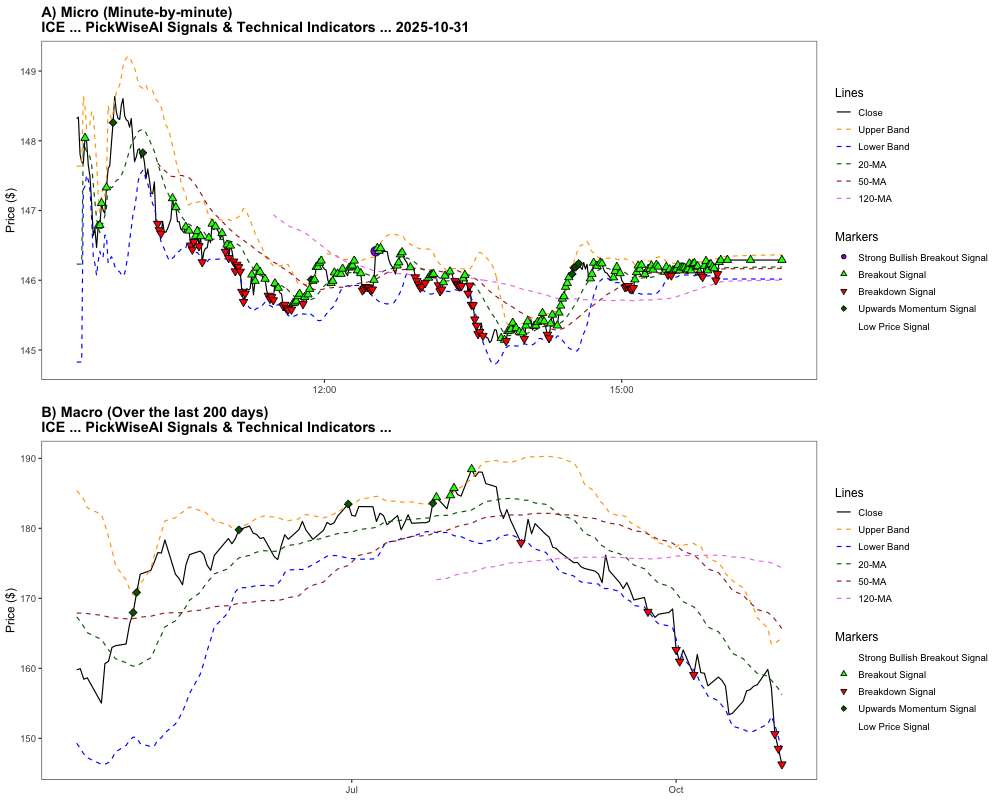 A) Micro (Minute-by-minute)
ICE ... PickWiseAI Signals & Technical Indicators ... 2025-10-31
Price ($)
149
148
147
146
145
12:00
15:00
Lines
Close
Upper Band
Lower Band
20-MA
50-MA
120-MA
Markers
Strong Bullish Breakout Signal
Breakout Signal
Breakdown Signal
Upwards Momentum Signal
Low Price Signal
B) Macro (Over the last 200 days)
ICE ... PickWiseAI Signals & Technical Indicators ...
Price ($)
190
180
170
160
150
Jul
Oct
Lines
Close
Upper Band
Lower Band
20-MA
50-MA
120-MA
Markers
Strong Bullish Breakout Signal
Breakout Signal
Breakdown Signal
Upwards Momentum Signal
Low Price Signal